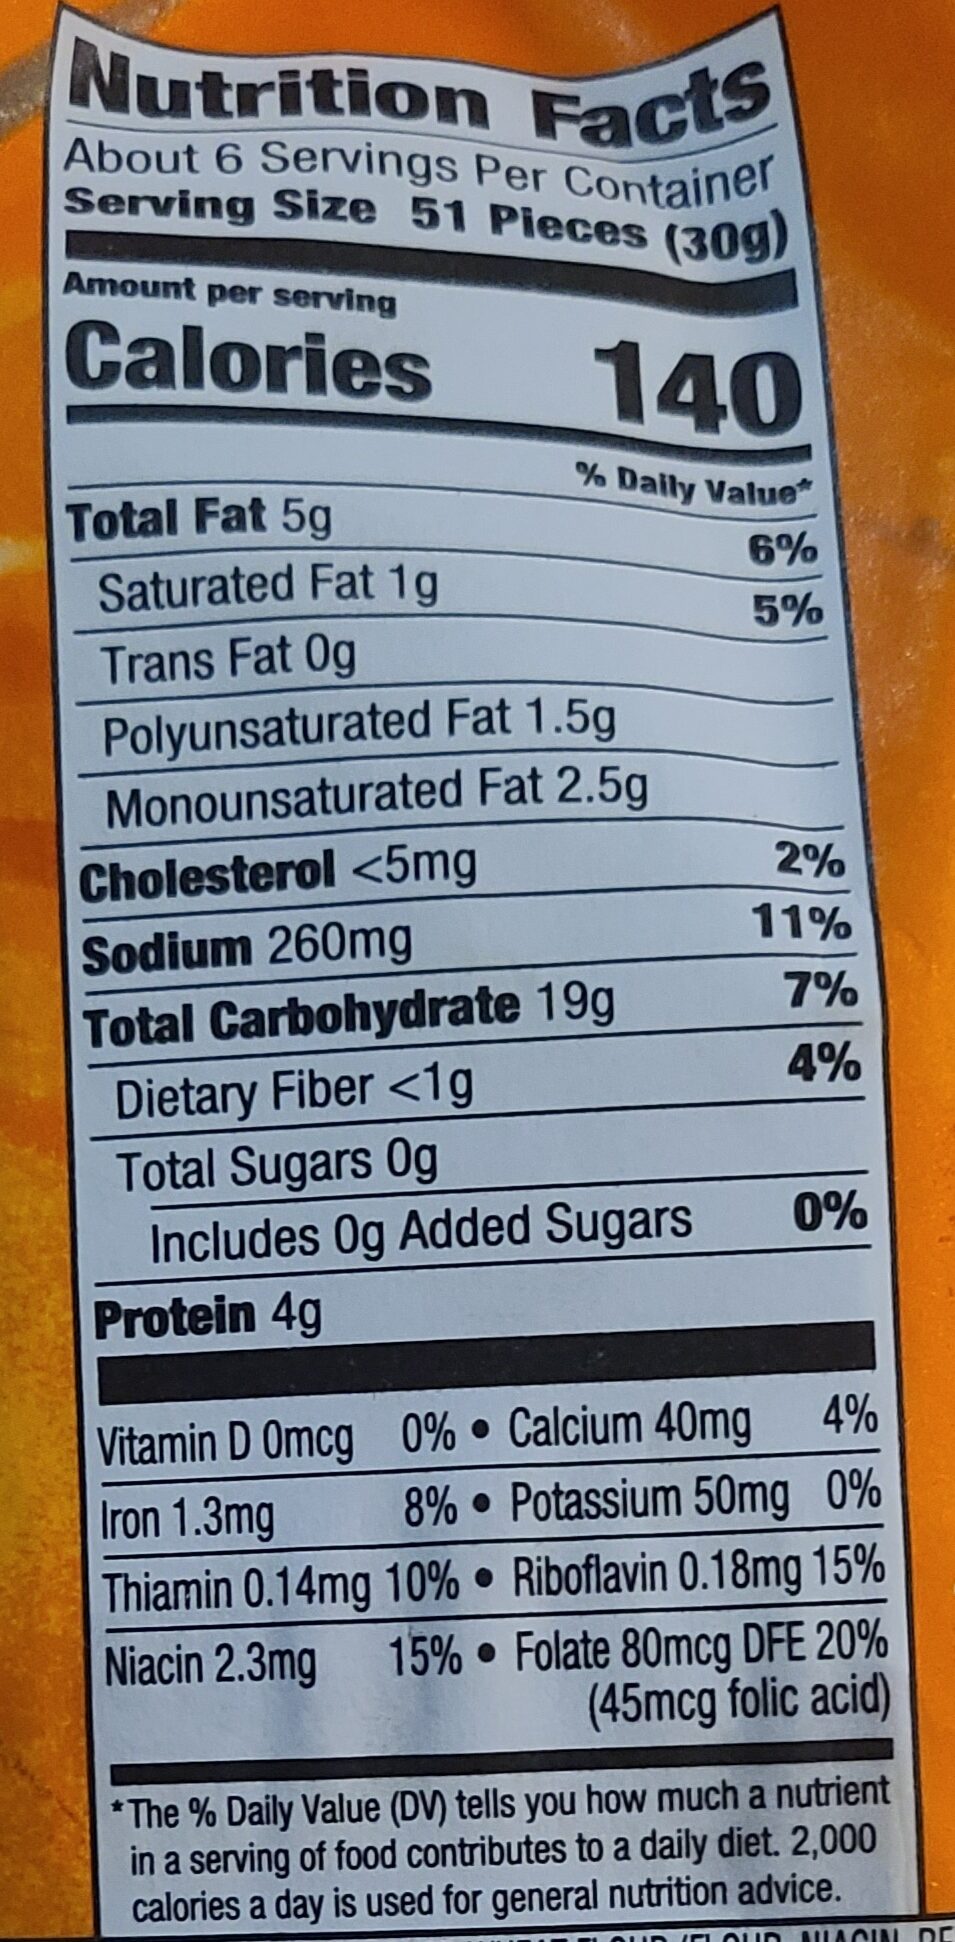 Nutrition Facts
About 6 Servings Per Container
Serving Size 51 Pieces (30g)
Amount per serving
Calories 140
% Daily Value*
Total Fat 5g 6%
Saturated Fat 1g 5%
Trans Fat 0g
Polyunsaturated Fat 1.5g
Monounsaturated Fat 2.5g
Cholesterol <5mg 2%
Sodium 260mg 11%
Total Carbohydrate 19g 7%
Dietary Fiber <1g 4%
Total Sugars 0g
Includes 0g Added Sugars 0%
Protein 4g
Vitamin D 0mcg 0% • Calcium 40mg 4%
Iron 1.3mg 8% • Potassium 50mg 0%
Thiamin 0.14mg 10% • Riboflavin 0.18mg 15%
Niacin 2.3mg 15% • Folate 80mcg DFE 20%
(45mcg folic acid)
*The % Daily Value (DV) tells you how much a nutrient
in a serving of food contributes to a daily diet. 2,000
calories a day is used for general nutrition advice.
FLOUR (FLOUR, NIACIN,